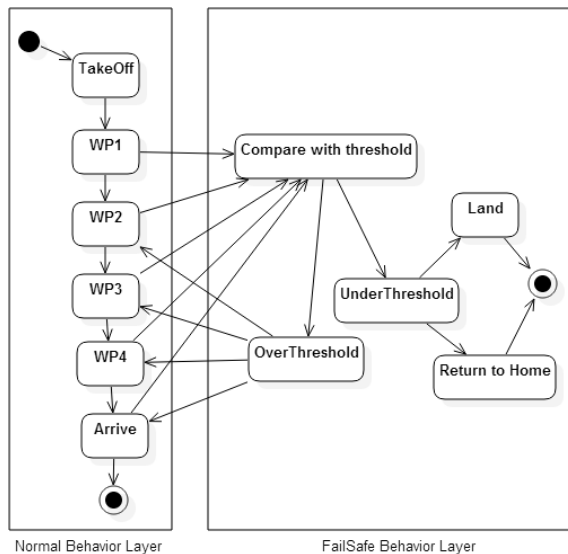 TakeOff
WP1
WP2
WP3
WP4
Arrive
Normal Behavior Layer
Compare with threshold
Land
UnderThreshold
OverThreshold
Return to Home
FailSafe Behavior Layer